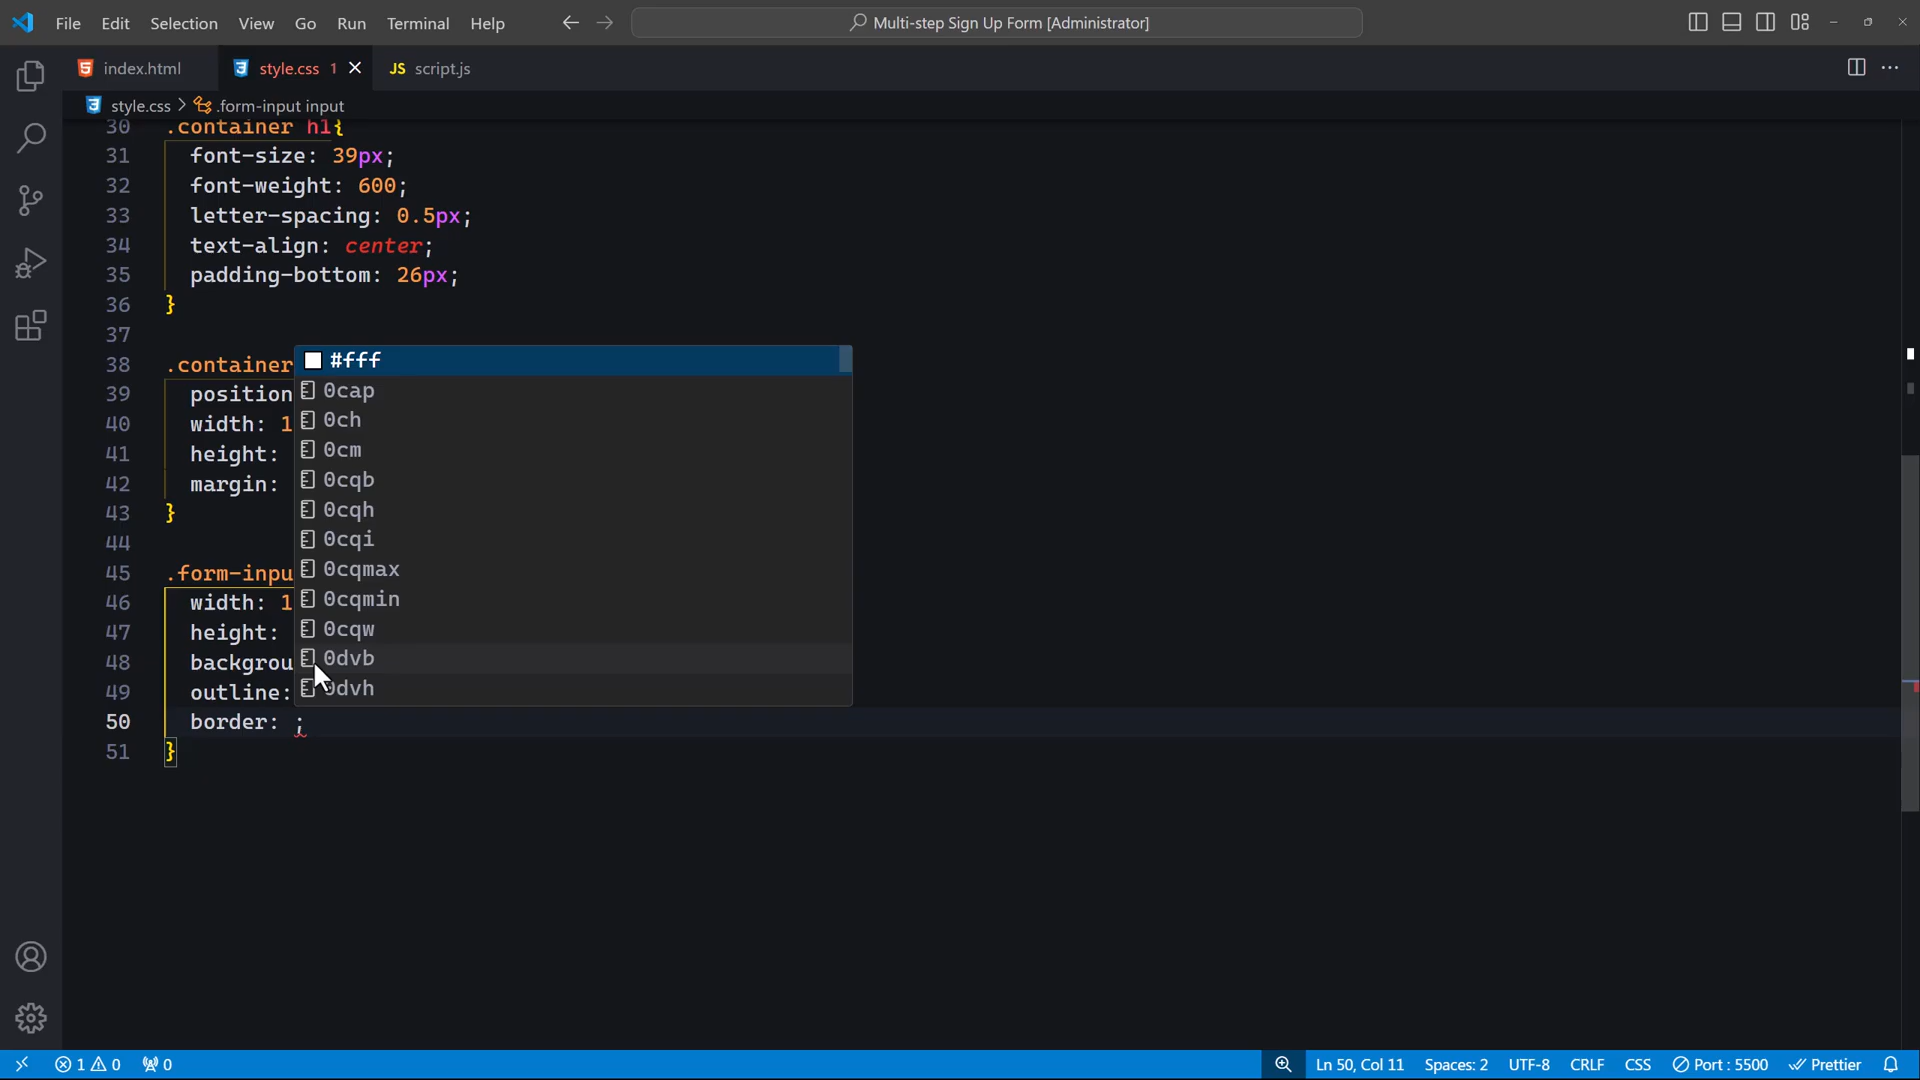 File Edit Selection View Go Run Terminal Help
Multi-step Sign Up Form [Administrator]
index.html
style.css 1
JS script.js
style.css > .form-input input
30 .container h1{
31 font-size: 39px;
32 font-weight: 600;
33 letter-spacing: 0.5px;
34 text-align: center;
35 padding-bottom: 26px;
36 }
37
38 .container
39 position
40 width: 1
41 height:
42 margin:
43 }
44
45 .form-inpu
46 width: 1
47 height:
48 backgrou
49 outline:
50 border: ;
51 }
#fff
0cap
0ch
0cm
0cqb
0cqh
0cqi
0cqmax
0cqmin
0cqw
0dvb
0dvh
1 0 0
Ln 50, Col 11 Spaces: 2 UTF-8 CRLF CSS Port : 5500 Prettier